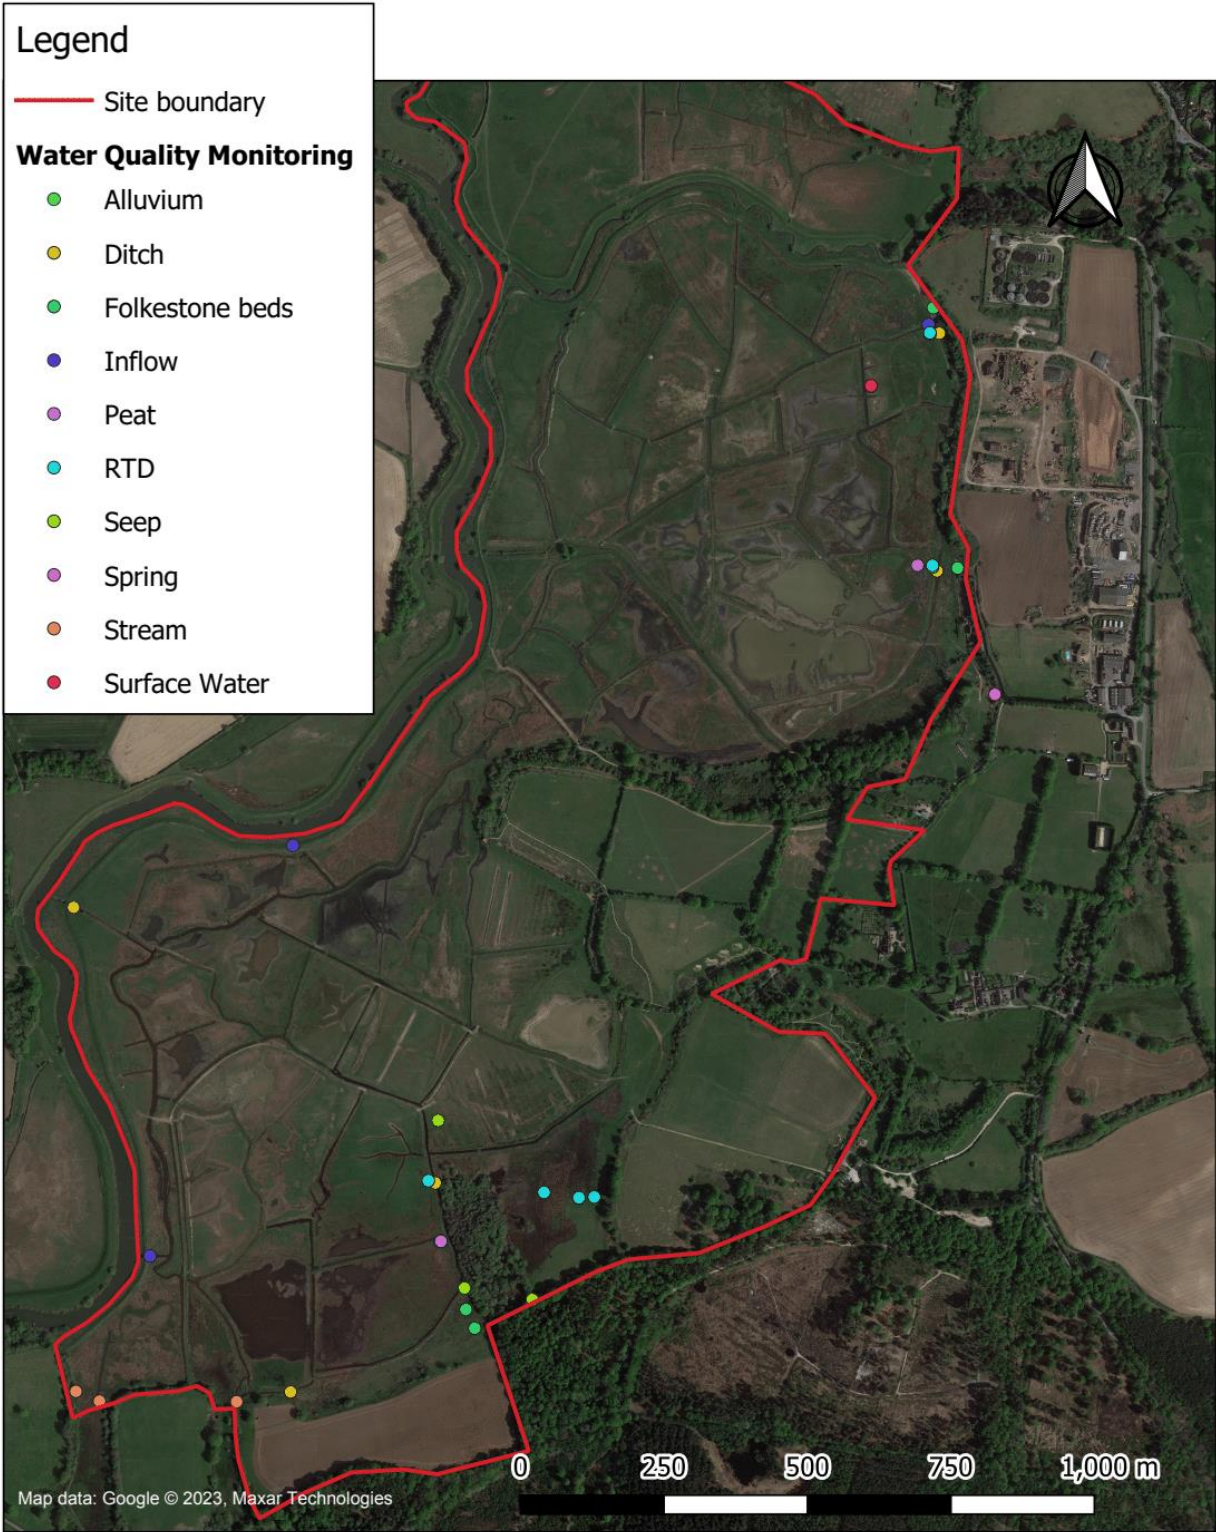 Legend
Site boundary
Water Quality Monitoring
Alluvium
Ditch
Folkestone beds
Inflow
Peat
RTD
Seep
Spring
Stream
Surface Water
0 250 500 750 1,000 m
Map data: Google © 2023, Maxar Technologies